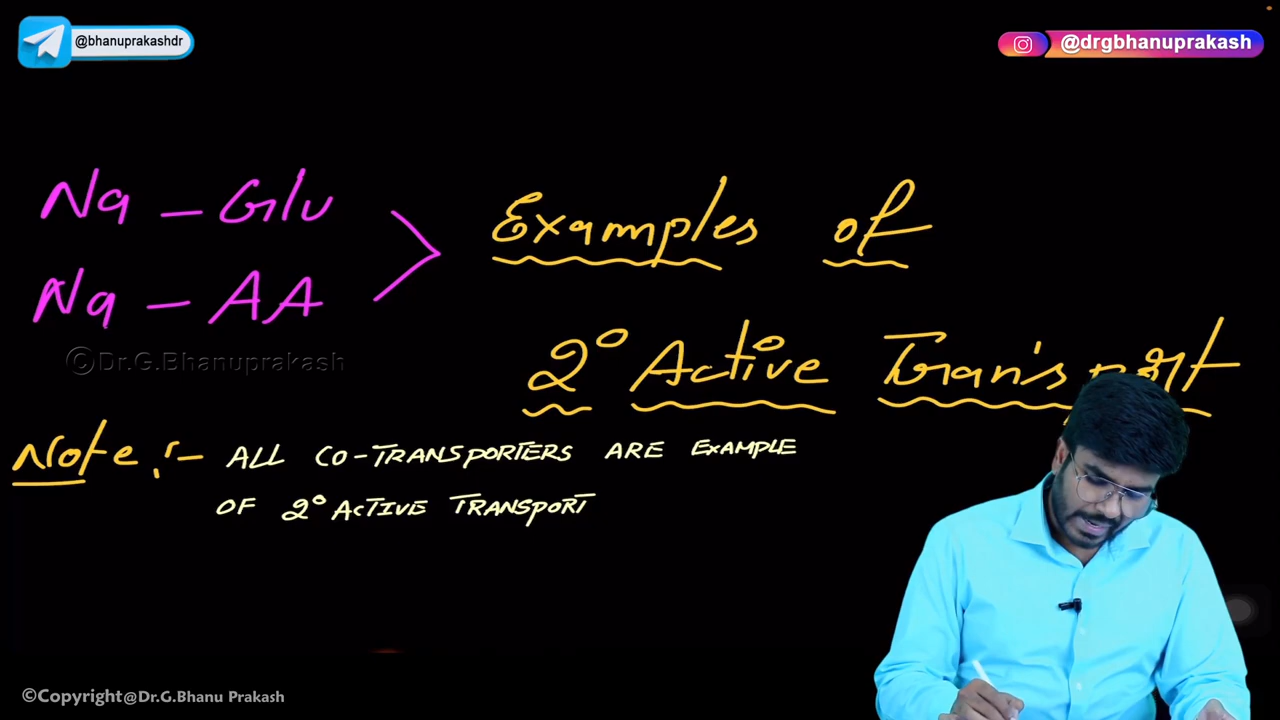 @bhanuprakashdr
@drgbhanuprakash
Na - Glu
Na - AA
Examples of
2° Active Transport
©Dr.G.Bhanuprakash
Note :- ALL CO-TRANSPORTERS ARE EXAMPLE
OF 2° ACTIVE TRANSPORT
©Copyright@Dr.G.Bhanu Prakash